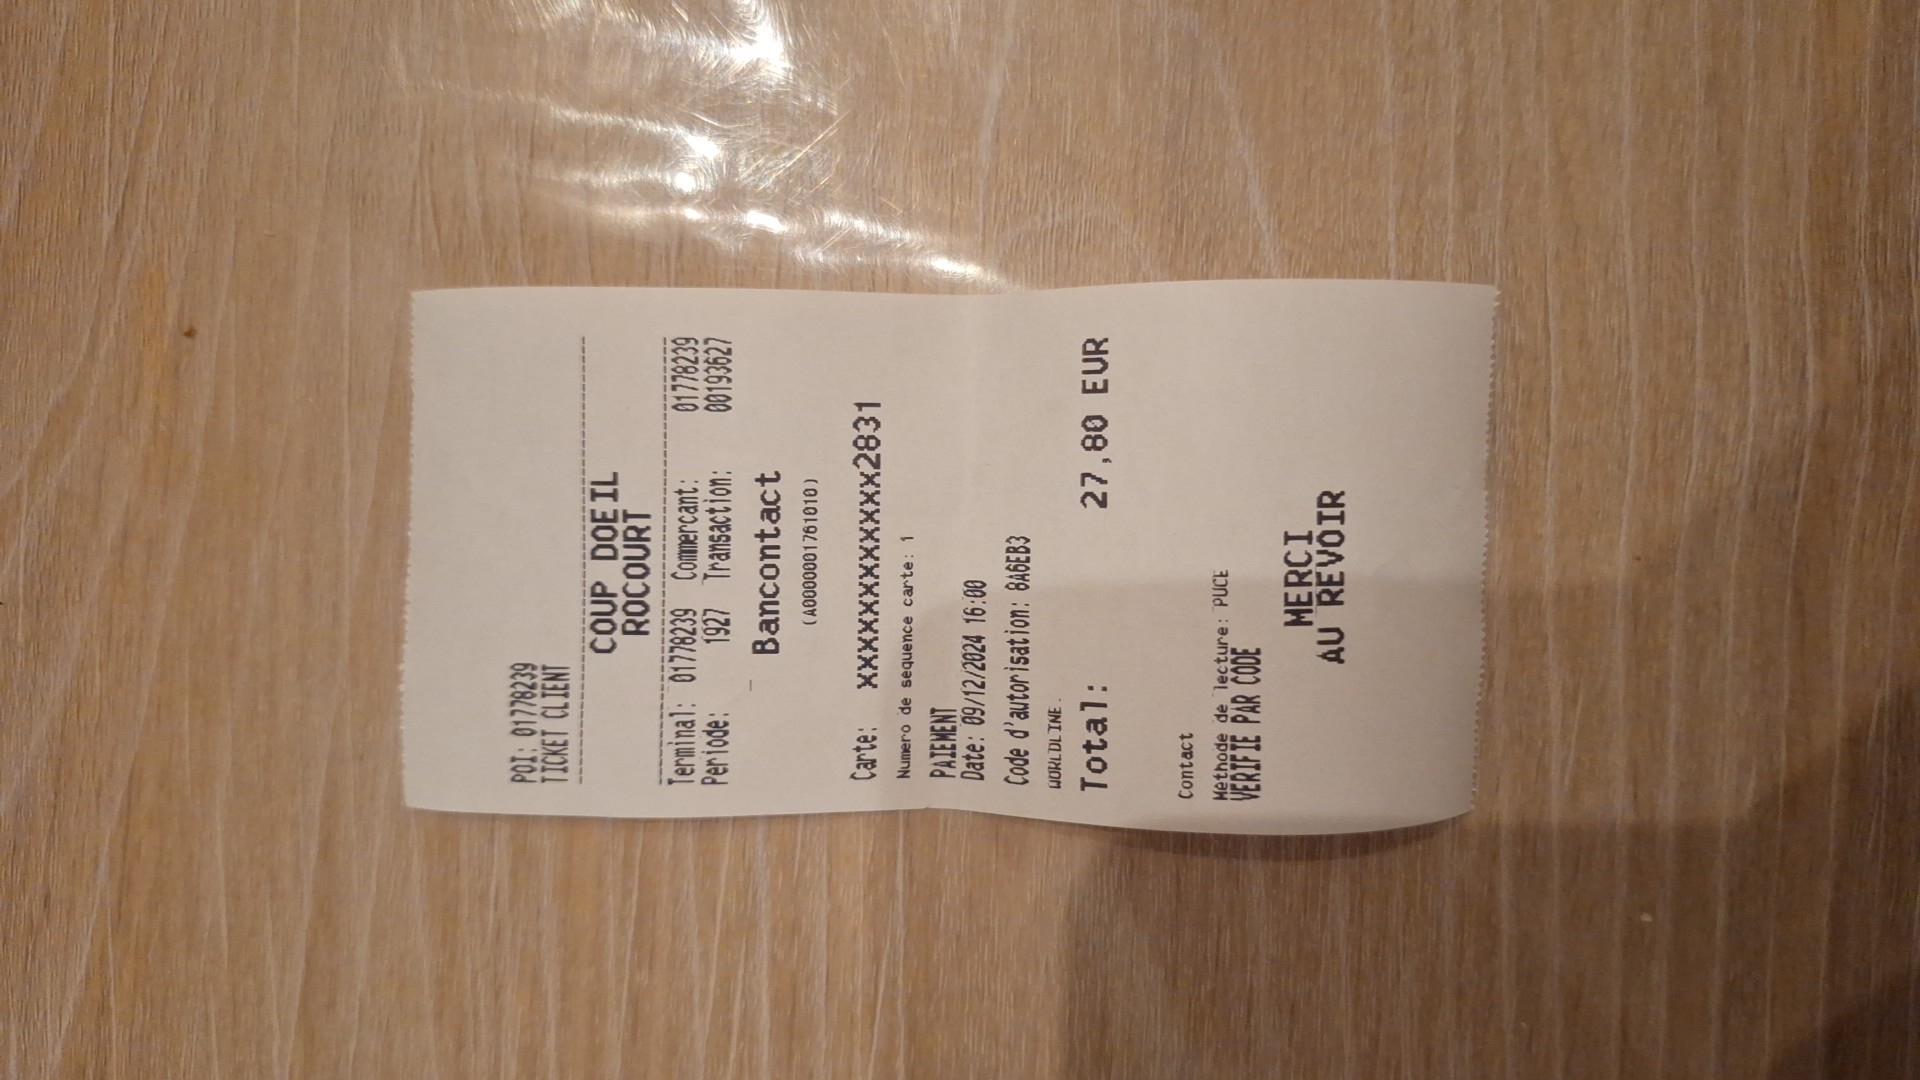 POI: 01778239
TICKET CLIENT
COUP DOEIL
ROCOURT
Terminal: 01778239 Commercant: 01778239
Periode: 1927 Transaction: 00193627
Bancontact
(A0000001761010)
Carte: xxxxxxxxxxxxx2831
Numero de sequence carte: 1
PAIEMENT
Date: 09/12/2024 16:00
Code d'autorisation: 8A6EB3
WORLDLINE.
Total: 27,80 EUR
Contact
Méthode de lecture: PUCE
VERIFIE PAR CODE
MERCI
AU REVOIR